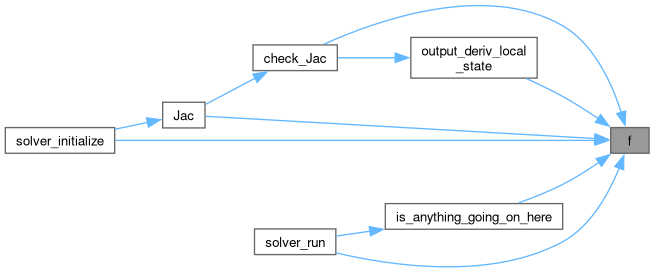 check_Jac
output_deriv_local
_state
Jac
solver_initialize
f
is_anything_going_on_here
solver_run